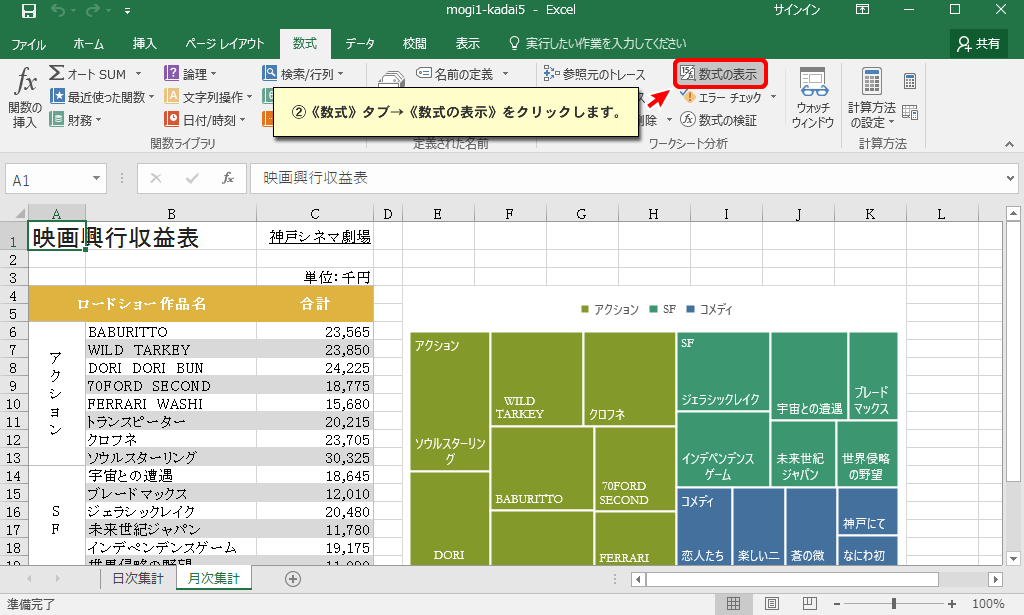 mogi1-kadai5 - Excel
サインイン
ファイル ホーム 挿入 ページ レイアウト 数式 データ 校閲 表示 実行したい作業を入力してください 共有
fx
関数の
挿入
Σ オート SUM
最近使った関数
財務
論理
文字列操作
日付/時刻
検索/行列
関数ライブラリ
名前の定義
定義された名前
参照元のトレース
ス
削除
数式の表示
エラー チェック
数式の検証
ワークシート分析
ウォッチ
ウィンドウ
計算方法
の設定
計算方法
②《数式》タブ→《数式の表示》をクリックします。
A1
fx
映画興行収益表
A B C D E F G H I J K L
1 映画興行収益表 神戸シネマ劇場
2
3 単位：千円
4
5
ロードショー作品名 合計
6 BABURITTO 23,565
7 WILD TARKEY 23,850
8 DORI DORI BUN 24,225
9 70FORD SECOND 18,775
10 FERRARI WASHI 15,680
11 トランスピーター 20,215
12 クロフネ 23,705
13 ソウルスターリング 30,325
アクション
14 宇宙との遭遇 18,645
15 ブレードマックス 12,010
16 ジェラシックレイク 20,480
17 未来世紀ジャパン 11,780
18 インデペンデンスゲーム 19,175
SF
アクション SF コメディ
アクション
ソウルスターリン
グ
DORI
WILD
TARKEY
クロフネ
BABURITTO
70FORD
SECOND
FERRARI
SF
ジェラシックレイク
宇宙との遭遇
ブレード
マックス
インデペンデンス
ゲーム
未来世紀
ジャパン
世界侵略
の野望
コメディ
恋人たち
楽しい二
蒼の微
神戸にて
なにわ初
日次集計 月次集計
準備完了
100%